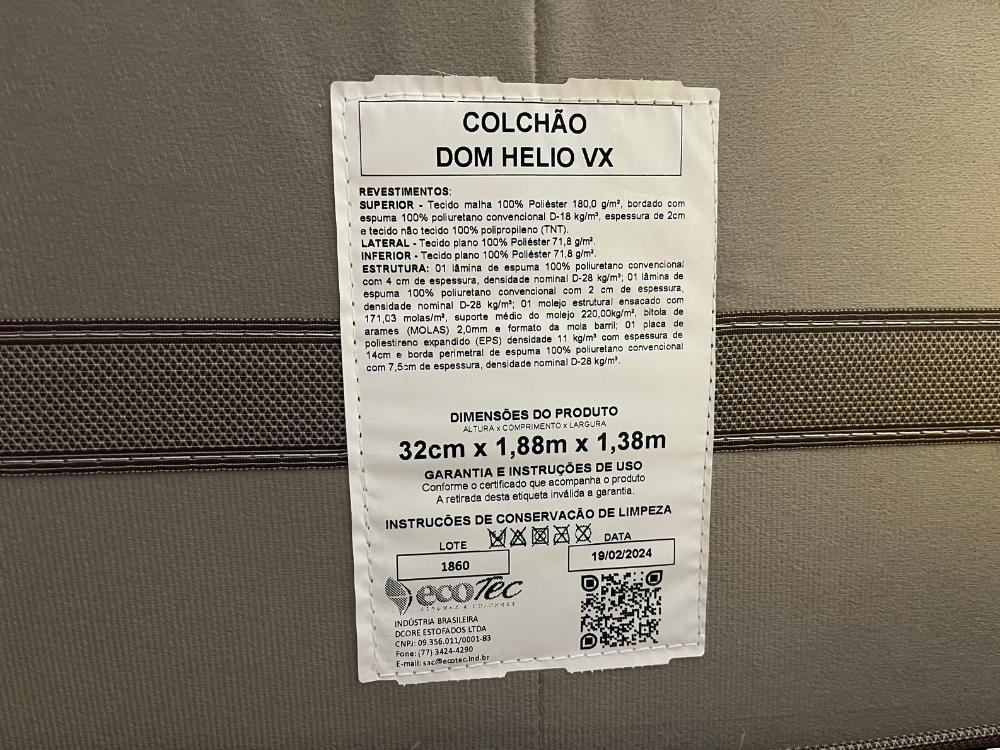 COLCHÃO
DOM HELIO VX
REVESTIMENTOS:
SUPERIOR - Tecido malha 100% Poliéster 180,0 g/m², bordado com
espuma 100% poliuretano convencional D-18 kg/m³, espessura de 2cm
e tecido não tecido 100% polipropileno (TNT).
LATERAL - Tecido plano 100% Poliéster 71,8 g/m².
INFERIOR - Tecido plano 100% Poliéster 71,8 g/m².
ESTRUTURA: 01 lâmina de espuma 100% poliuretano convencional
com 4 cm de espessura, densidade nominal D-28 kg/m³; 01 lâmina de
espuma 100% poliuretano convencional com 2 cm de espessura,
densidade nominal D-28 kg/m³; 01 molejo estrutural ensacado com
171,03 molas/m², suporte médio do molejo 220,00kg/m², bitola de
arames (MOLAS) 2,0mm e formato da mola barril; 01 placa de
poliestireno expandido (EPS) densidade 11 kg/m³ com espessura de
14cm e borda perimetral de espuma 100% poliuretano convencional
com 7,5cm de espessura, densidade nominal D-28 kg/m³.
DIMENSÕES DO PRODUTO
ALTURA x COMPRIMENTO x LARGURA
32cm x 1,88m x 1,38m
GARANTIA E INSTRUÇÕES DE USO
Conforme o certificado que acompanha o produto
A retirada desta etiqueta inválida a garantia.
INSTRUÇÕES DE CONSERVAÇÃO DE LIMPEZA
LOTE DATA
1860 19/02/2024
ecoTec
INDÚSTRIA BRASILEIRA
DCORE ESTOFADOS LTDA
CNPJ: 09.356.011/0001-83
Fone: (77) 3424-4290
E-mail: sac@ecotec.ind.br